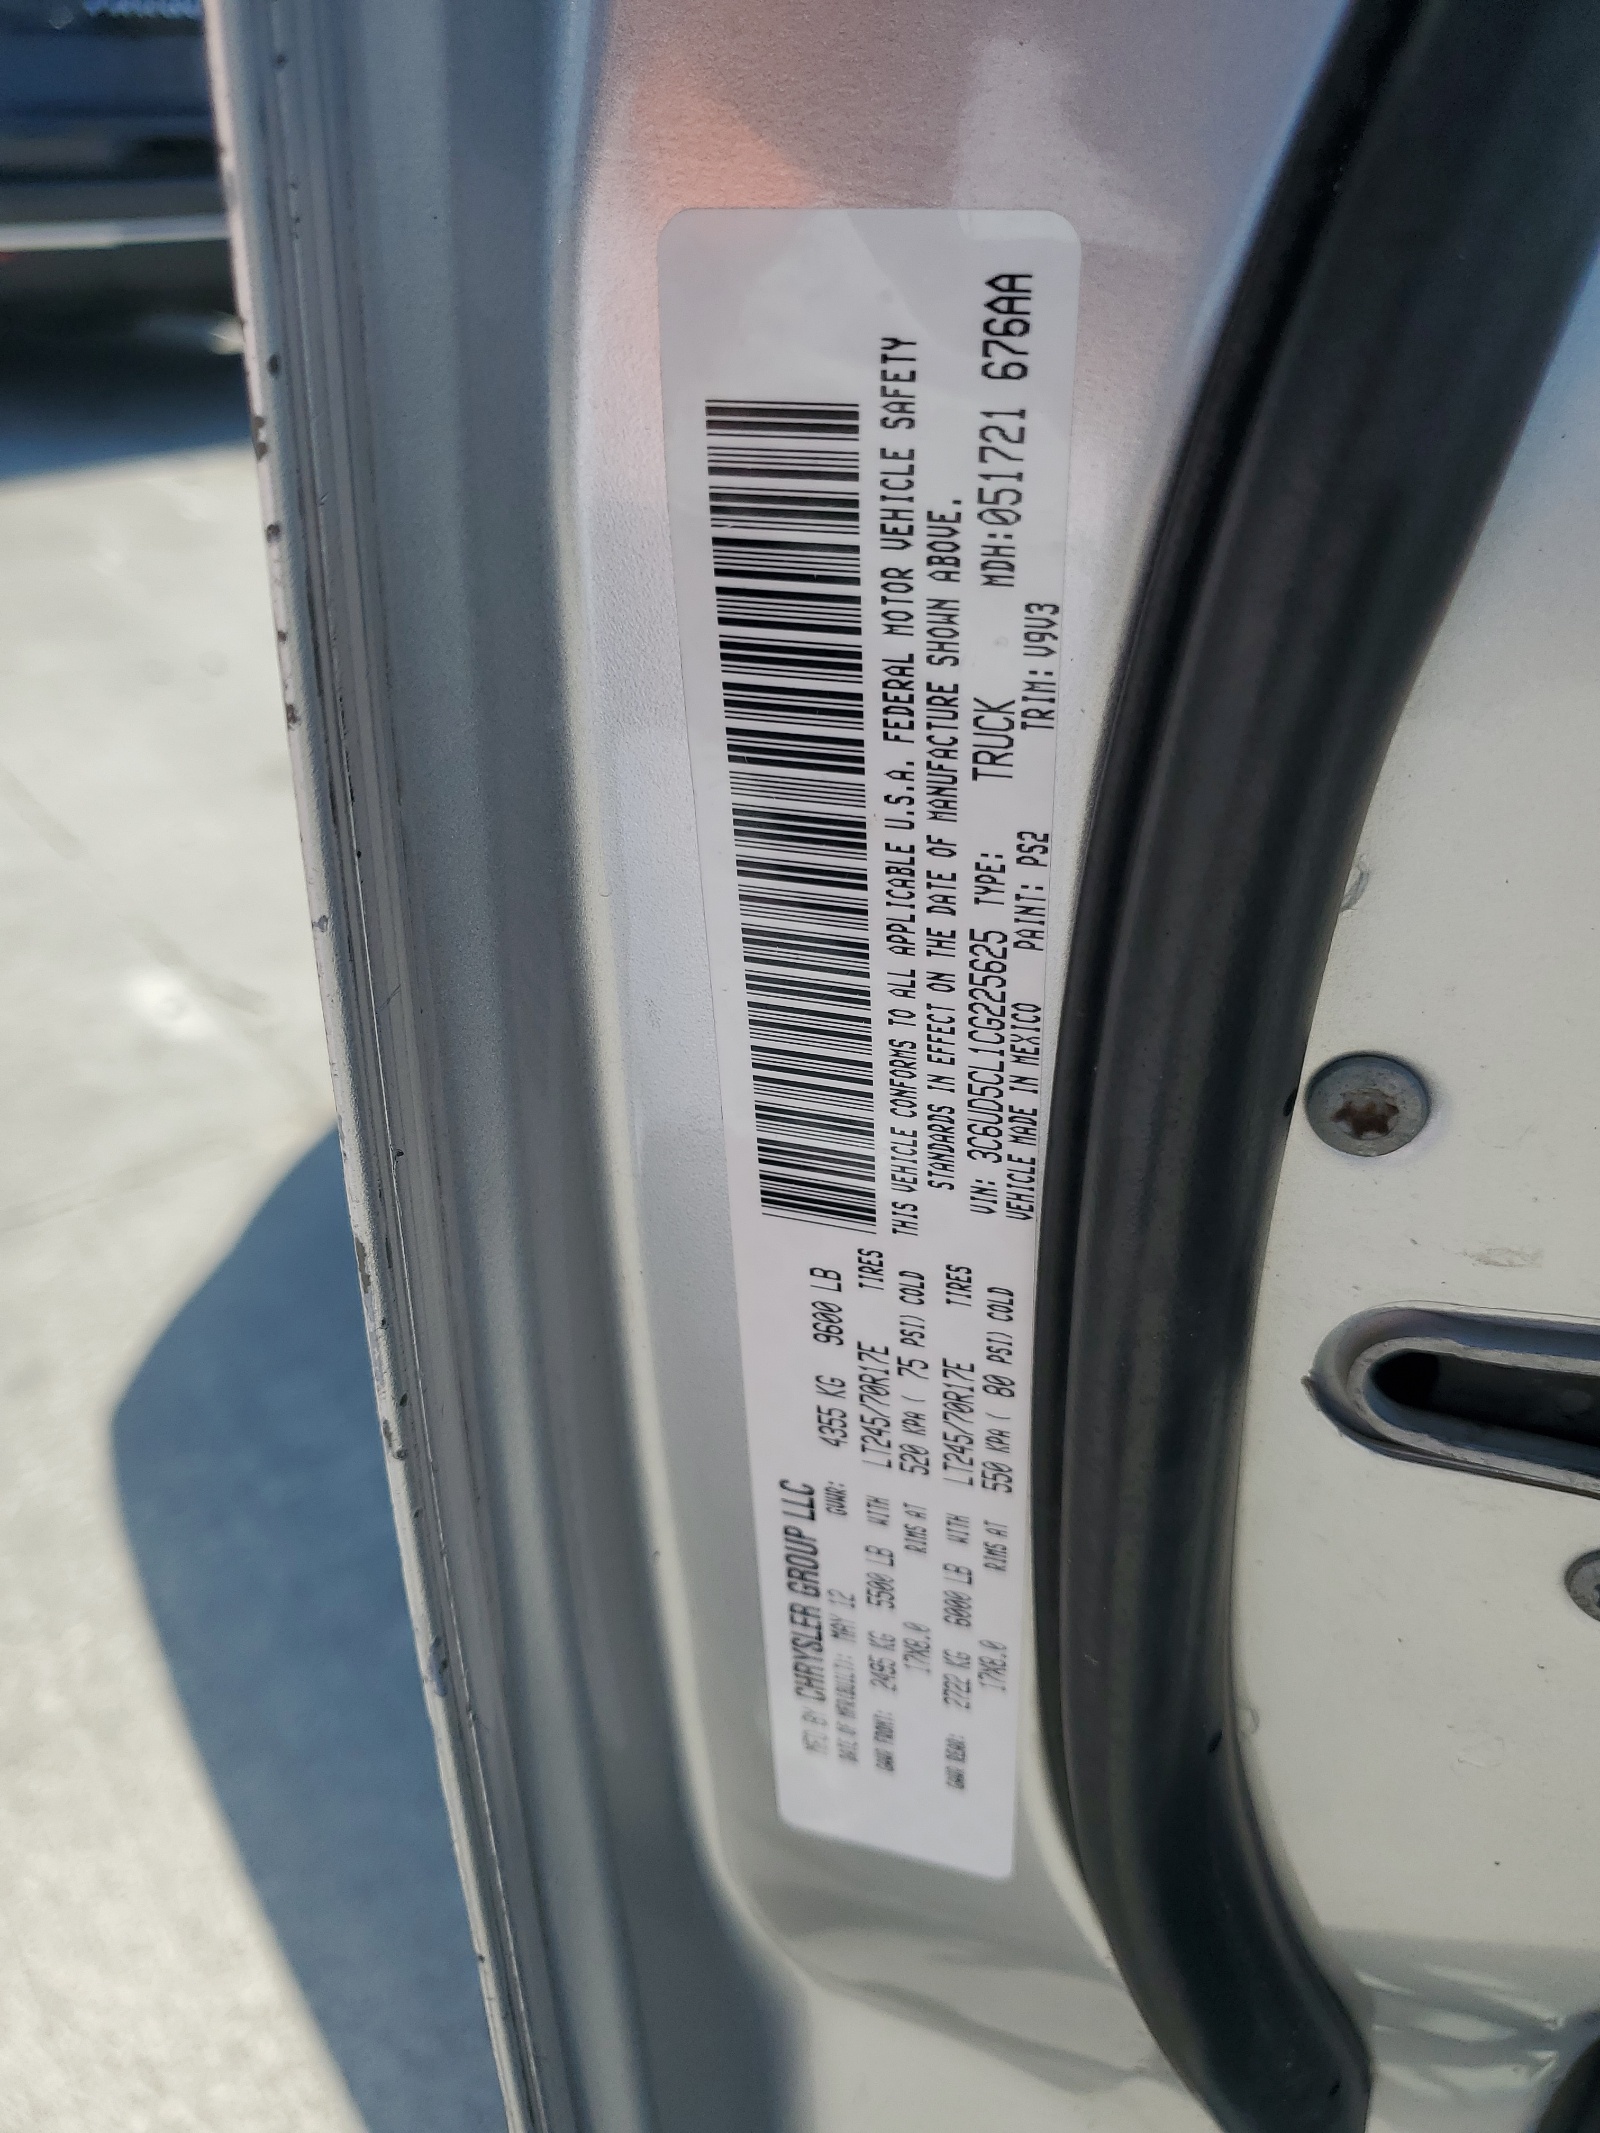 MFD BY CHRYSLER GROUP LLC
DATE OF MFR(BUILT): MAY 12 GVWR: 4355 KG 9600 LB
GAWR FRONT: 2495 KG 5500 LB WITH LT245/70R17E TIRES
17X8.0 RIMS AT 520 KPA ( 75 PSI) COLD
GAWR REAR: 2722 KG 6000 LB WITH LT245/70R17E TIRES
17X8.0 RIMS AT 550 KPA ( 80 PSI) COLD
THIS VEHICLE CONFORMS TO ALL APPLICABLE U.S.A. FEDERAL MOTOR VEHICLE SAFETY
STANDARDS IN EFFECT ON THE DATE OF MANUFACTURE SHOWN ABOVE.
VIN: 3C6UD5CL1CG225625 TYPE: TRUCK MDH:051721 676AA
VEHICLE MADE IN MEXICO PAINT: PS2 TRIM: V9V3